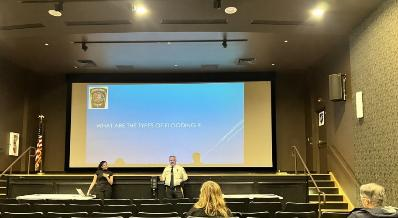 WHAT ARE THE TYPES OF FLOODING ?